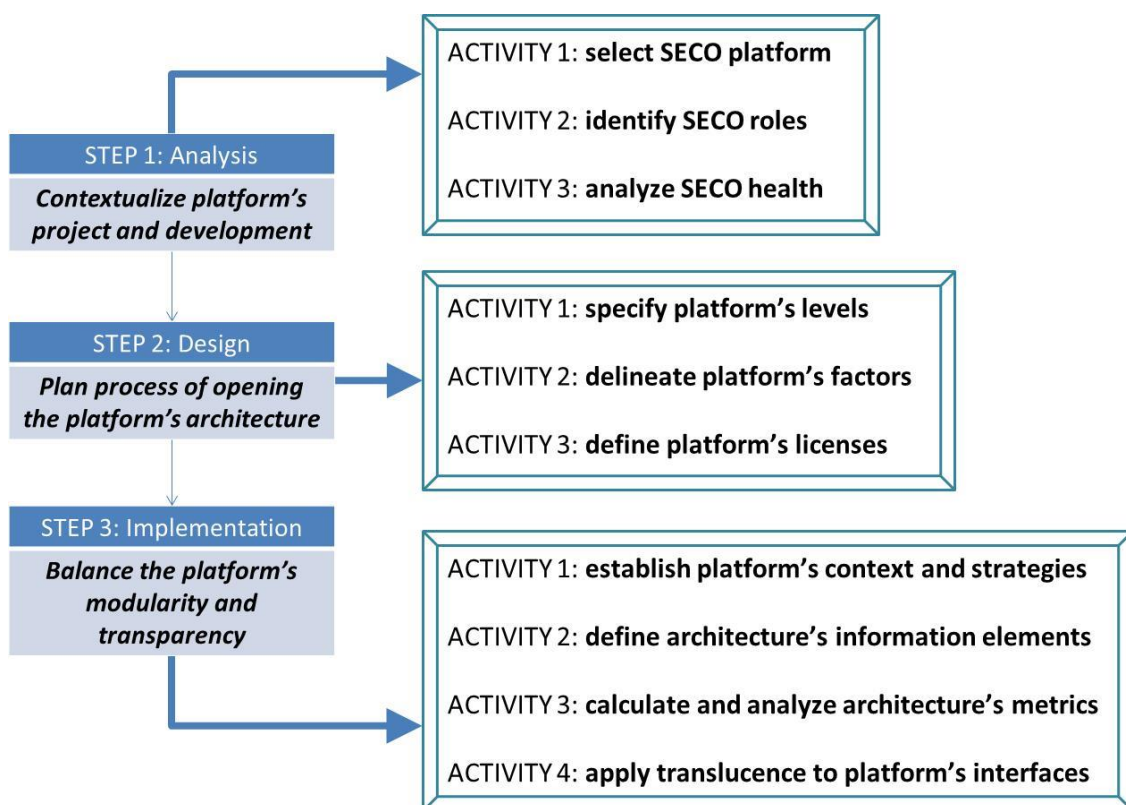 STEP 1: Analysis
Contextualize platform's
project and development
ACTIVITY 1: select SECO platform
ACTIVITY 2: identify SECO roles
ACTIVITY 3: analyze SECO health
STEP 2: Design
Plan process of opening
the platform's architecture
ACTIVITY 1: specify platform's levels
ACTIVITY 2: delineate platform's factors
ACTIVITY 3: define platform's licenses
STEP 3: Implementation
Balance the platform's
modularity and
transparency
ACTIVITY 1: establish platform's context and strategies
ACTIVITY 2: define architecture's information elements
ACTIVITY 3: calculate and analyze architecture's metrics
ACTIVITY 4: apply translucence to platform's interfaces